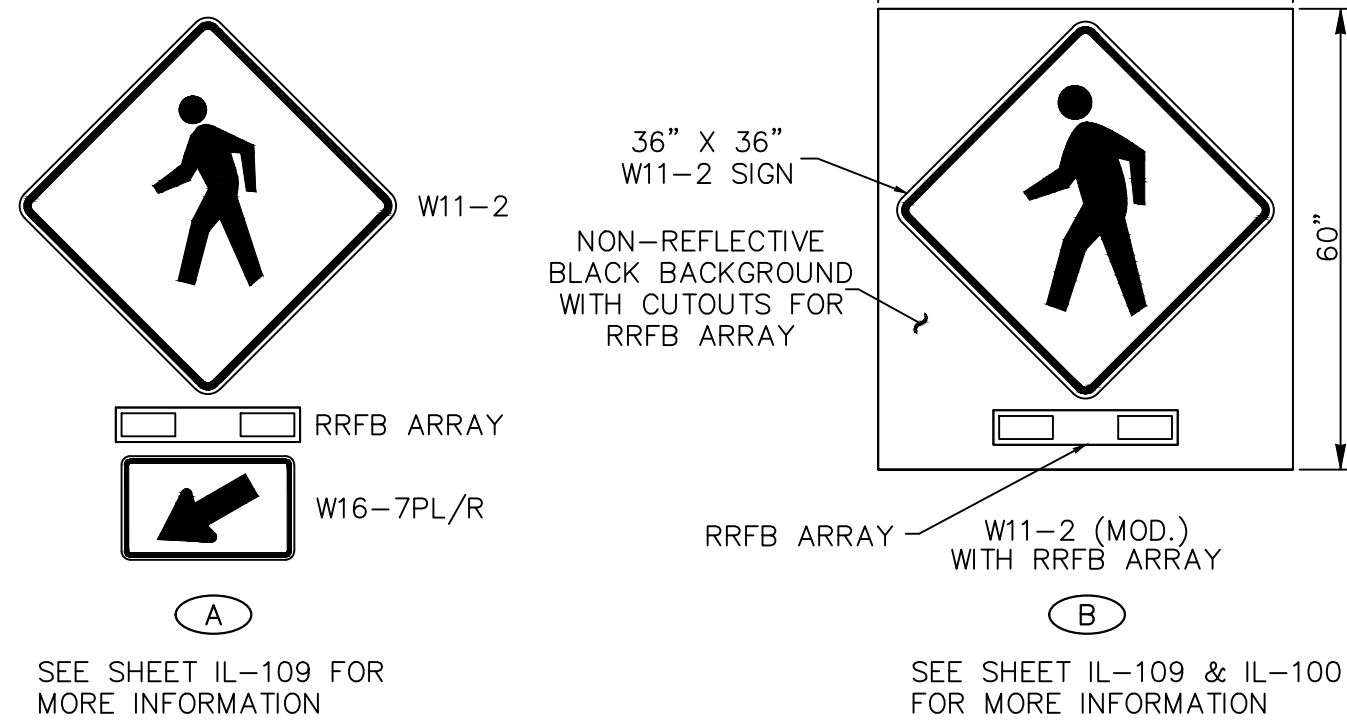 W11-2
RRFB ARRAY
W16-7PL/R
A
SEE SHEET IL-109 FOR
MORE INFORMATION
36" X 36"
W11-2 SIGN
NON-REFLECTIVE
BLACK BACKGROUND
WITH CUTOUTS FOR
RRFB ARRAY
60"
RRFB ARRAY
W11-2 (MOD.)
WITH RRFB ARRAY
B
SEE SHEET IL-109 & IL-100
FOR MORE INFORMATION